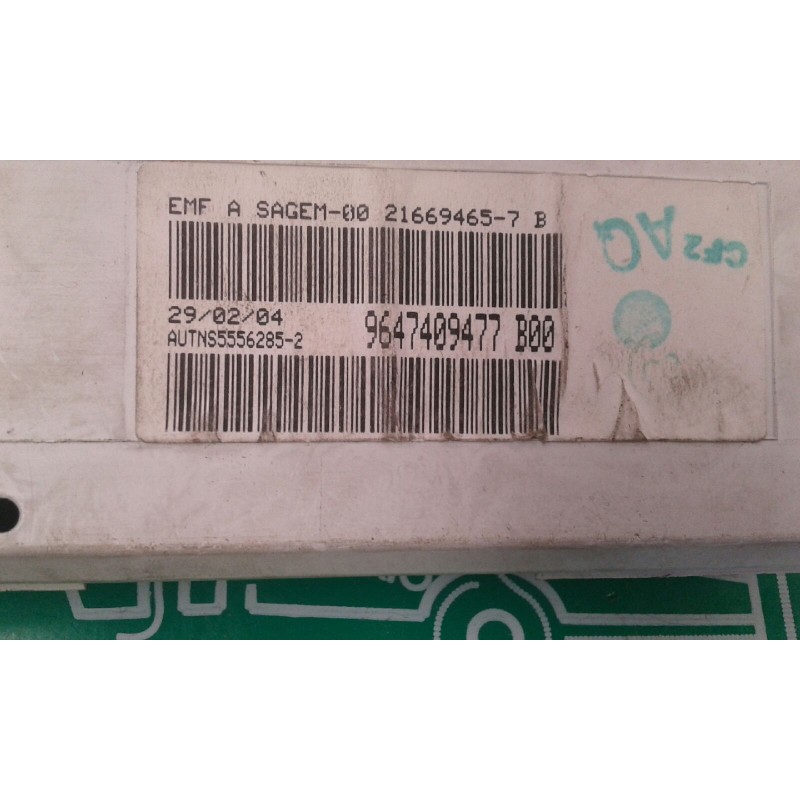 EMF A SAGEM-00 21669465-7 B
29/02/04
AUTNS5556285-2
9647409477 B00
AQ
CF2